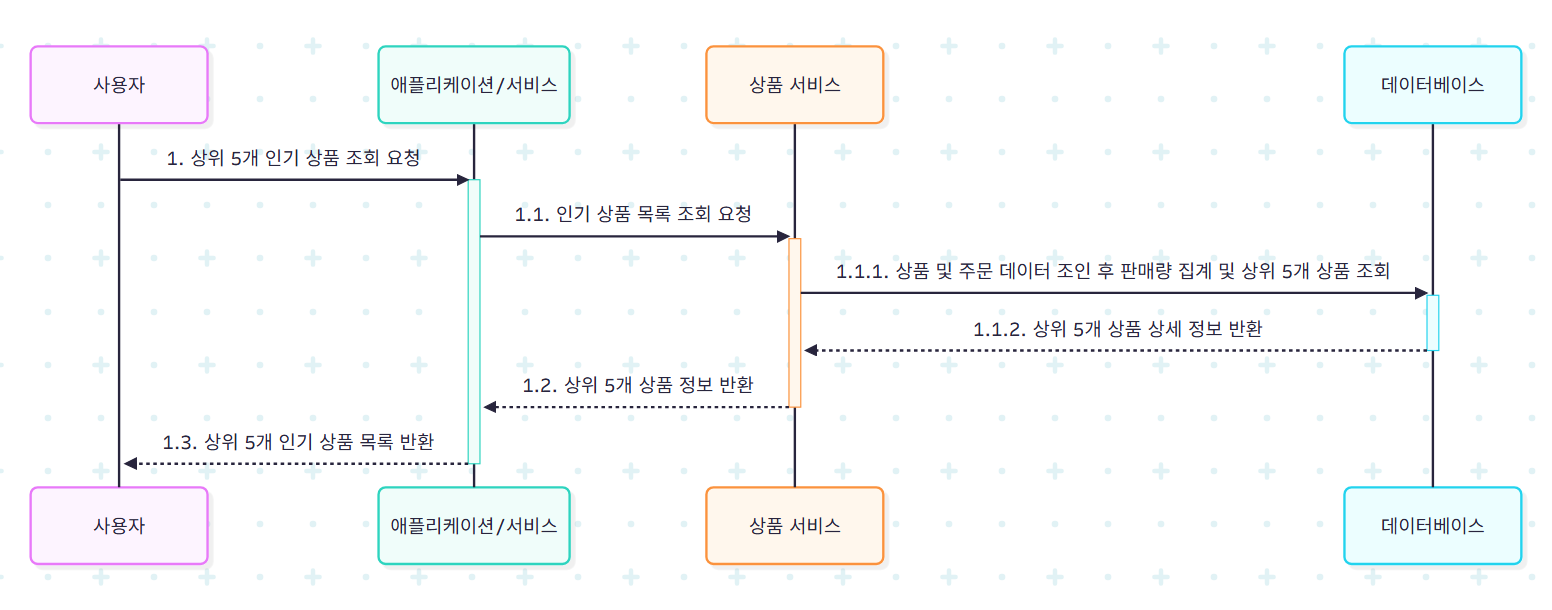 사용자
애플리케이션/서비스
상품 서비스
데이터베이스
1. 상위 5개 인기 상품 조회 요청
1.1. 인기 상품 목록 조회 요청
1.1.1. 상품 및 주문 데이터 조인 후 판매량 집계 및 상위 5개 상품 조회
1.1.2. 상위 5개 상품 상세 정보 반환
1.2. 상위 5개 상품 정보 반환
1.3. 상위 5개 인기 상품 목록 반환
사용자
애플리케이션/서비스
상품 서비스
데이터베이스